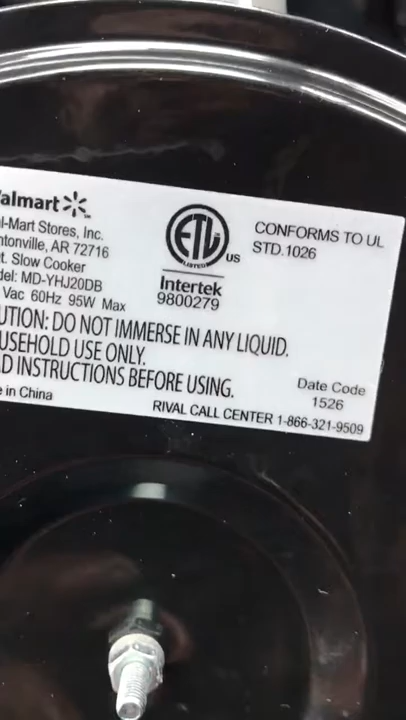 almart
l-Mart Stores, Inc.
ntonville, AR 72716
t. Slow Cooker
del: MD-YHJ20DB
Vac 60Hz 95W Max
UTION: DO NOT IMMERSE IN ANY LIQUID.
USEHOLD USE ONLY.
D INSTRUCTIONS BEFORE USING.
e in China
ETL
LISTED
US
Intertek
9800279
CONFORMS TO UL
STD.1026
Date Code
1526
RIVAL CALL CENTER 1-866-321-9509